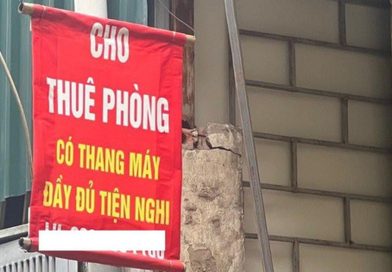 CHO
THUÊ PHÒNG
CÓ THANG MÁY
ĐẦY ĐỦ TIỆN NGHI